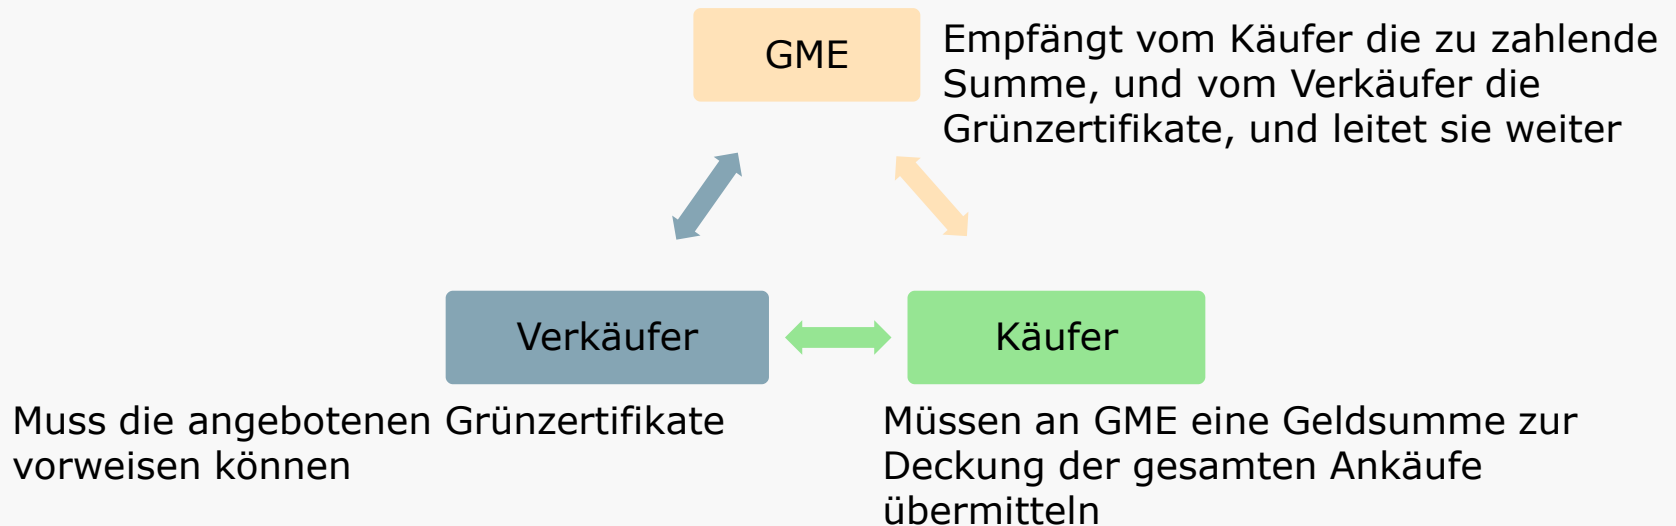 GME
Empfängt vom Käufer die zu zahlende
Summe, und vom Verkäufer die
Grünzertifikate, und leitet sie weiter
Verkäufer
Käufer
Muss die angebotenen Grünzertifikate
vorweisen können
Müssen an GME eine Geldsumme zur
Deckung der gesamten Ankäufe
übermitteln